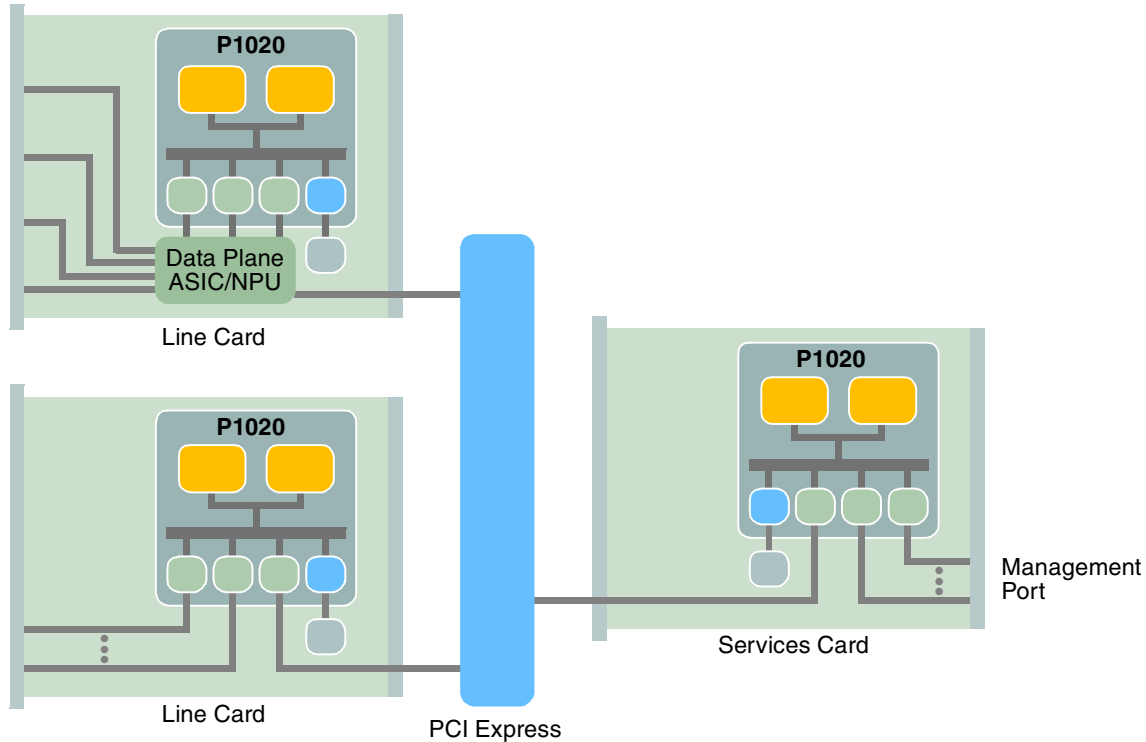 P1020
Data Plane
ASIC/NPU
Line Card
P1020
Line Card
PCI Express
P1020
Services Card
Management
Port